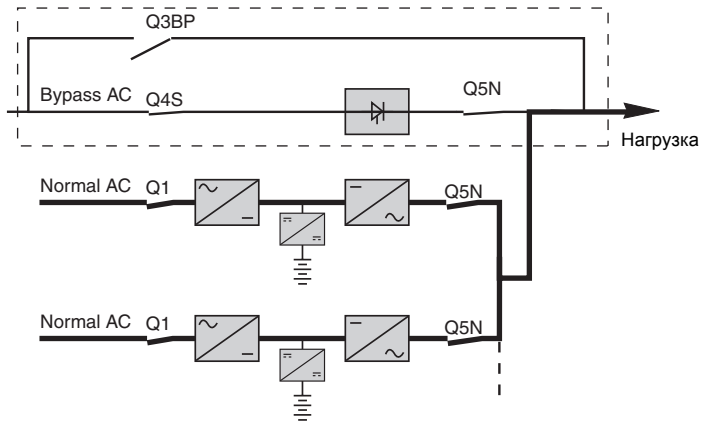 Q3BP
Bypass AC
Q4S
Q5N
Нагрузка
Normal AC
Q1
Q5N
Normal AC
Q1
Q5N